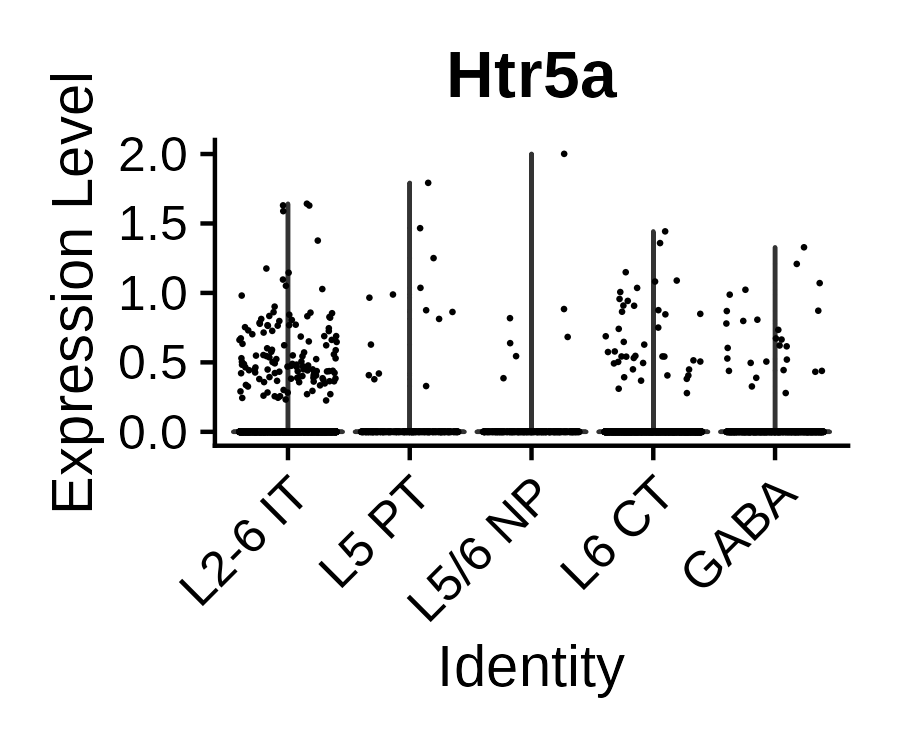 Htr5a
Expression Level
2.0
1.5
1.0
0.5
0.0
L2-6 IT
L5 PT
L5/6 NP
L6 CT
GABA
Identity